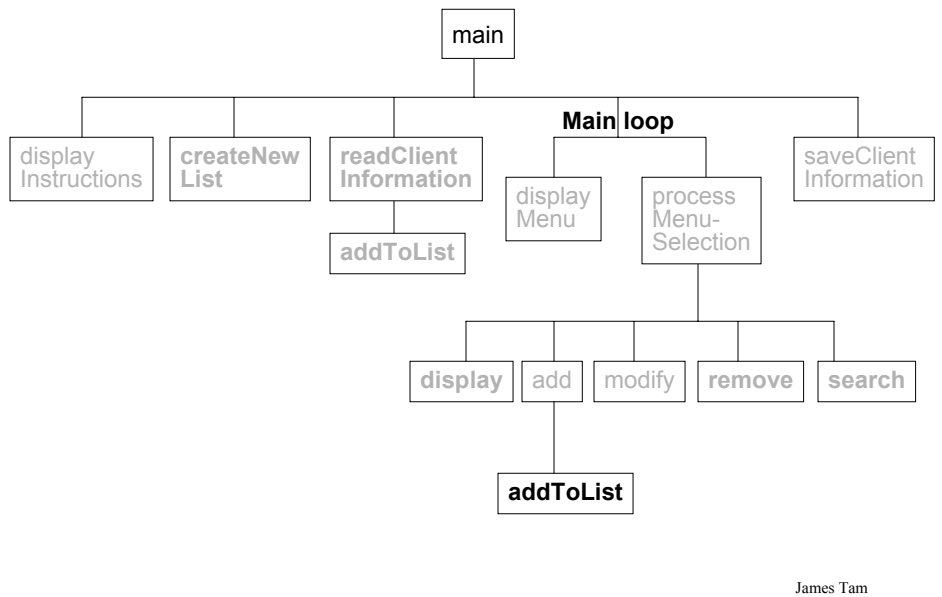 main
Main loop
display
Instructions
createNew
List
readClient
Information
saveClient
Information
display
Menu
process
Menu-
Selection
addToList
display
add
modify
remove
search
addToList
James Tam